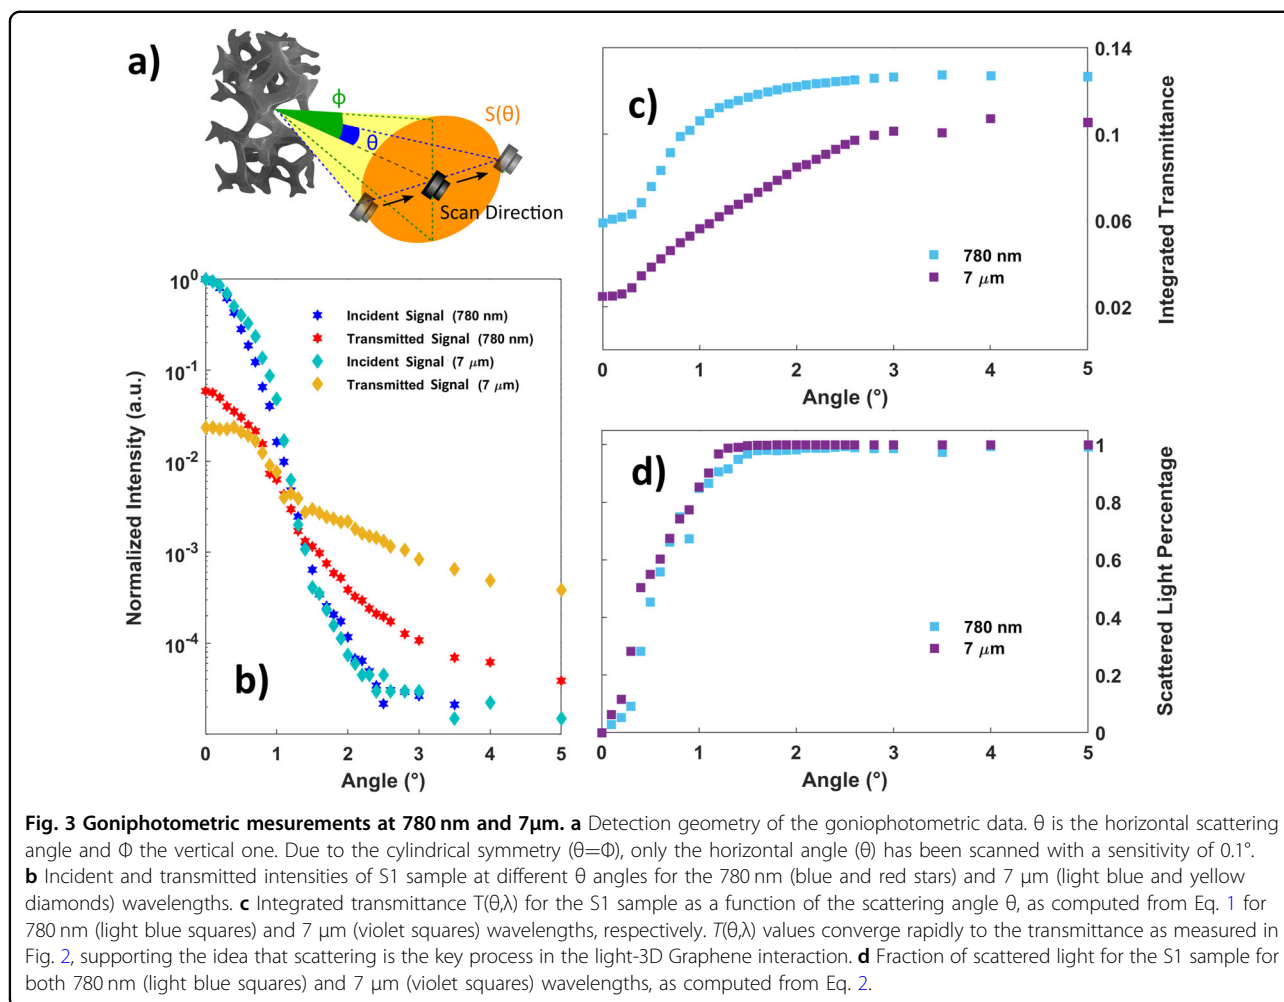 a)
ϕ
θ
S(θ)
Scan Direction
c)
0.14
0.1
0.06
0.02
Integrated Transmittance
780 nm
7 μm
0 1 2 3 4 5
Angle (°)
b)
10^0
10^-1
10^-2
10^-3
10^-4
Normalized Intensity (a.u.)
Incident Signal (780 nm)
Transmitted Signal (780 nm)
Incident Signal (7 μm)
Transmitted Signal (7 μm)
0 1 2 3 4 5
Angle (°)
d)
1
0.8
0.6
0.4
0.2
0
Scattered Light Percentage
780 nm
7 μm
0 1 2 3 4 5
Angle (°)
Fig. 3 Goniphotometric mesurements at 780 nm and 7μm. a Detection geometry of the goniophotometric data. θ is the horizontal scattering
angle and Φ the vertical one. Due to the cylindrical symmetry (θ=Φ), only the horizontal angle (θ) has been scanned with a sensitivity of 0.1°.
b Incident and transmitted intensities of S1 sample at different θ angles for the 780 nm (blue and red stars) and 7 μm (light blue and yellow
diamonds) wavelengths. c Integrated transmittance T(θ,λ) for the S1 sample as a function of the scattering angle θ, as computed from Eq. 1 for
780 nm (light blue squares) and 7 μm (violet squares) wavelengths, respectively. T(θ,λ) values converge rapidly to the transmittance as measured in
Fig. 2, supporting the idea that scattering is the key process in the light-3D Graphene interaction. d Fraction of scattered light for the S1 sample for
both 780 nm (light blue squares) and 7 μm (violet squares) wavelengths, as computed from Eq. 2.